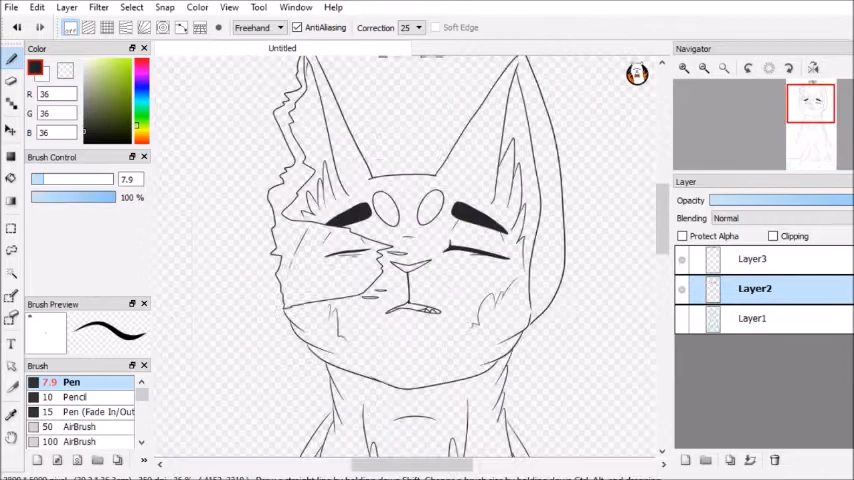 File Edit Layer Filters Select Snap Color View Tool Window Help
OFF Freehand AntiAliasing Correction 25 Soft Edge
Untitled
Color
R 36
G 36
B 36
Brush Control
7.9
100 %
Brush Preview
Brush
7.9 Pen
10 Pencil
15 Pen (Fade In/Out
50 AirBrush
100 AirBrush
Navigator
Layer
Opacity
Blending Normal
Protect Alpha Clipping
Layer3
Layer2
Layer1